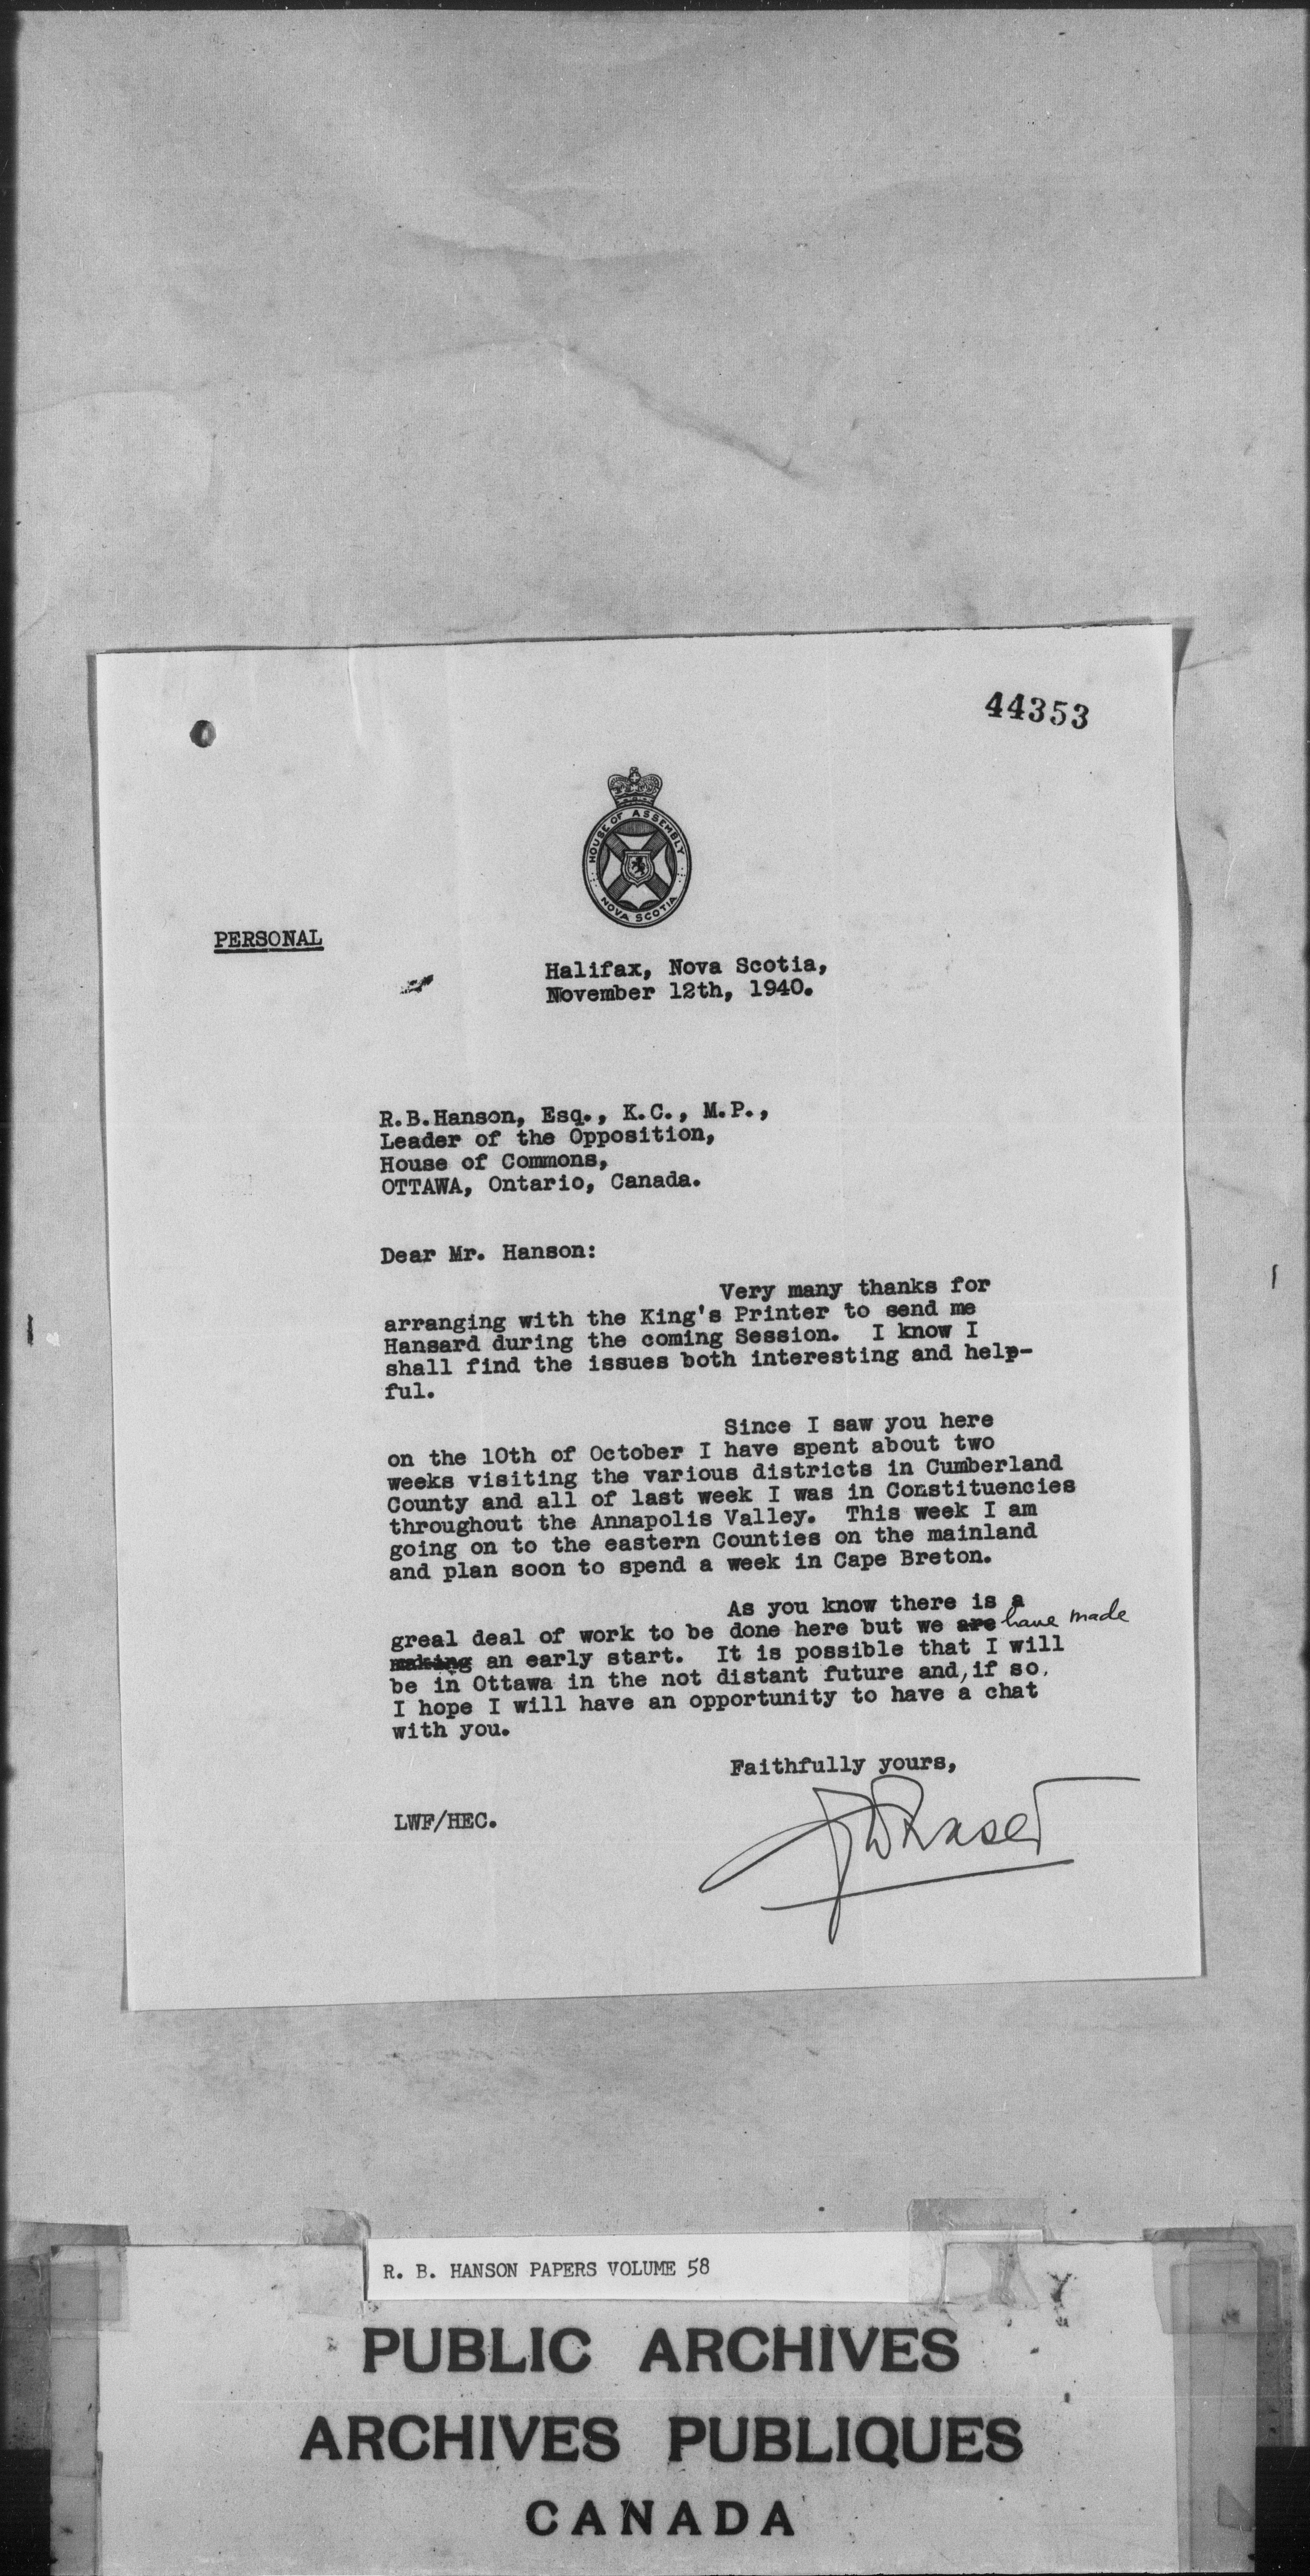 44353
HOUSE OF ASSEMBLY
NOVA SCOTIA
PERSONAL
Halifax, Nova Scotia,
November 12th, 1940.
R.B.Hanson, Esq., K.C., M.P.,
Leader of the Opposition,
House of Commons,
OTTAWA, Ontario, Canada.
Dear Mr. Hanson:
Very many thanks for
arranging with the King's Printer to send me
Hansard during the coming Session. I know I
shall find the issues both interesting and help-
ful.
Since I saw you here
on the 10th of October I have spent about two
weeks visiting the various districts in Cumberland
County and all of last week I was in Constituencies
throughout the Annapolis Valley. This week I am
going on to the eastern Counties on the mainland
and plan soon to spend a week in Cape Breton.
As you know there is a
greal deal of work to be done here but we are have made
making an early start. It is possible that I will
be in Ottawa in the not distant future and, if so,
I hope I will have an opportunity to have a chat
with you.
Faithfully yours,
LWF/HEC.
LWFraser
R. B. HANSON PAPERS VOLUME 58
PUBLIC ARCHIVES
ARCHIVES PUBLIQUES
CANADA